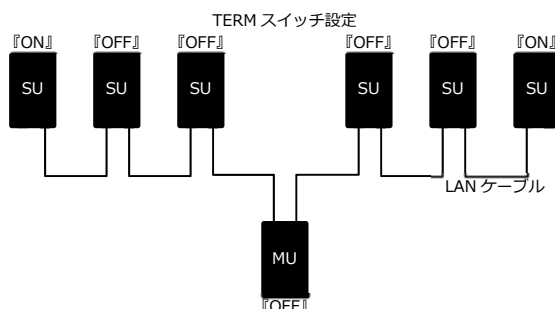 TERM スイッチ設定
『ON』 『OFF』 『OFF』 『OFF』 『OFF』 『ON』
SU SU SU SU SU SU
LAN ケーブル
MU
『OFF』